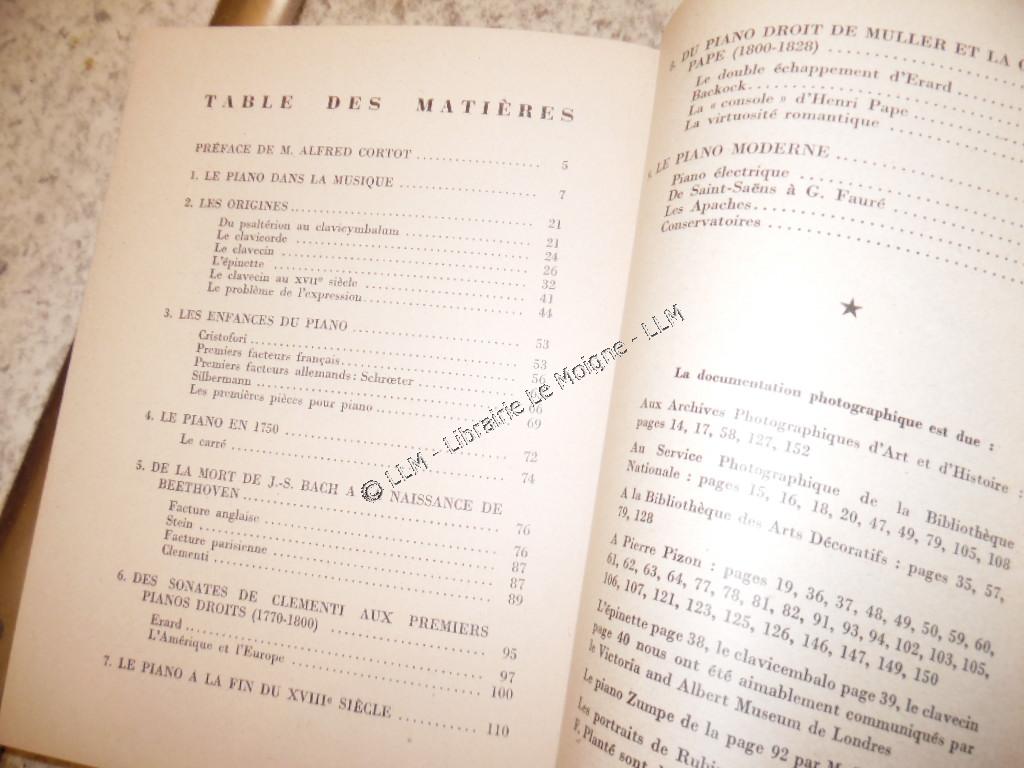 TABLE DES MATIÈRES
PRÉFACE DE M. ALFRED CORTOT .................. 5
1. LE PIANO DANS LA MUSIQUE .................. 7
2. LES ORIGINES .................. 21
Du psaltérion au clavicymbalum .................. 21
Le clavicorde .................. 24
Le clavecin .................. 26
L'épinette .................. 32
Le clavecin au XVIIe siècle .................. 41
Le problème de l'expression .................. 44
3. LES ENFANCES DU PIANO .................. 53
Cristofori .................. 53
Premiers facteurs français .................. 56
Premiers facteurs allemands : Schrœter ..................
Silbermann .................. 66
Les premières pièces pour piano .................. 69
4. LE PIANO EN 1750 .................. 72
Le carré .................. 74
5. DE LA MORT DE J.-S. BACH A NAISSANCE DE
BEETHOVEN .................. 76
Facture anglaise .................. 76
Stein .................. 87
Facture parisienne .................. 87
Clementi .................. 89
6. DES SONATES DE CLEMENTI AUX PREMIERS
PIANOS DROITS (1770-1800) .................. 95
Erard .................. 97
L'Amérique et l'Europe .................. 100
7. LE PIANO A LA FIN DU XVIIIe SIÈCLE .................. 110
DU PIANO DROIT DE MULLER ET LA
PAPE (1800-1828) ..................
Le double échappement d'Erard ..................
Backock ..................
La « console » d'Henri Pape ..................
La virtuosité romantique ..................
LE PIANO MODERNE ..................
Piano électrique ..................
De Saint-Saëns à G. Fauré ..................
Les Apaches ..................
Conservatoires ..................
★
La documentation photographique est due :
Aux Archives Photographiques d'Art et d'Histoire :
pages 14, 17, 58, 127, 152
Au Service Photographique de la Bibliothèque
Nationale : pages 15, 16, 18, 20, 47, 49, 79, 105, 108
A la Bibliothèque des Arts Décoratifs : pages 35, 57,
79, 128
A Pierre Pizon : pages 19, 36, 37, 48, 49, 50, 59, 60,
61, 62, 63, 64, 77, 78, 81, 82, 91, 93, 94, 102, 103, 105,
106, 107, 121, 123, 125, 126, 146, 147, 149, 150
L'épinette page 38, le clavicembalo page 39, le clavecin
page 40 nous ont été aimablement communiqués par
le Victoria and Albert Museum de Londres
Le piano Zumpe de la page 92 par M.
Les portraits de
F. Planté sont
© LLM - Librairie Le Moigne - LLM